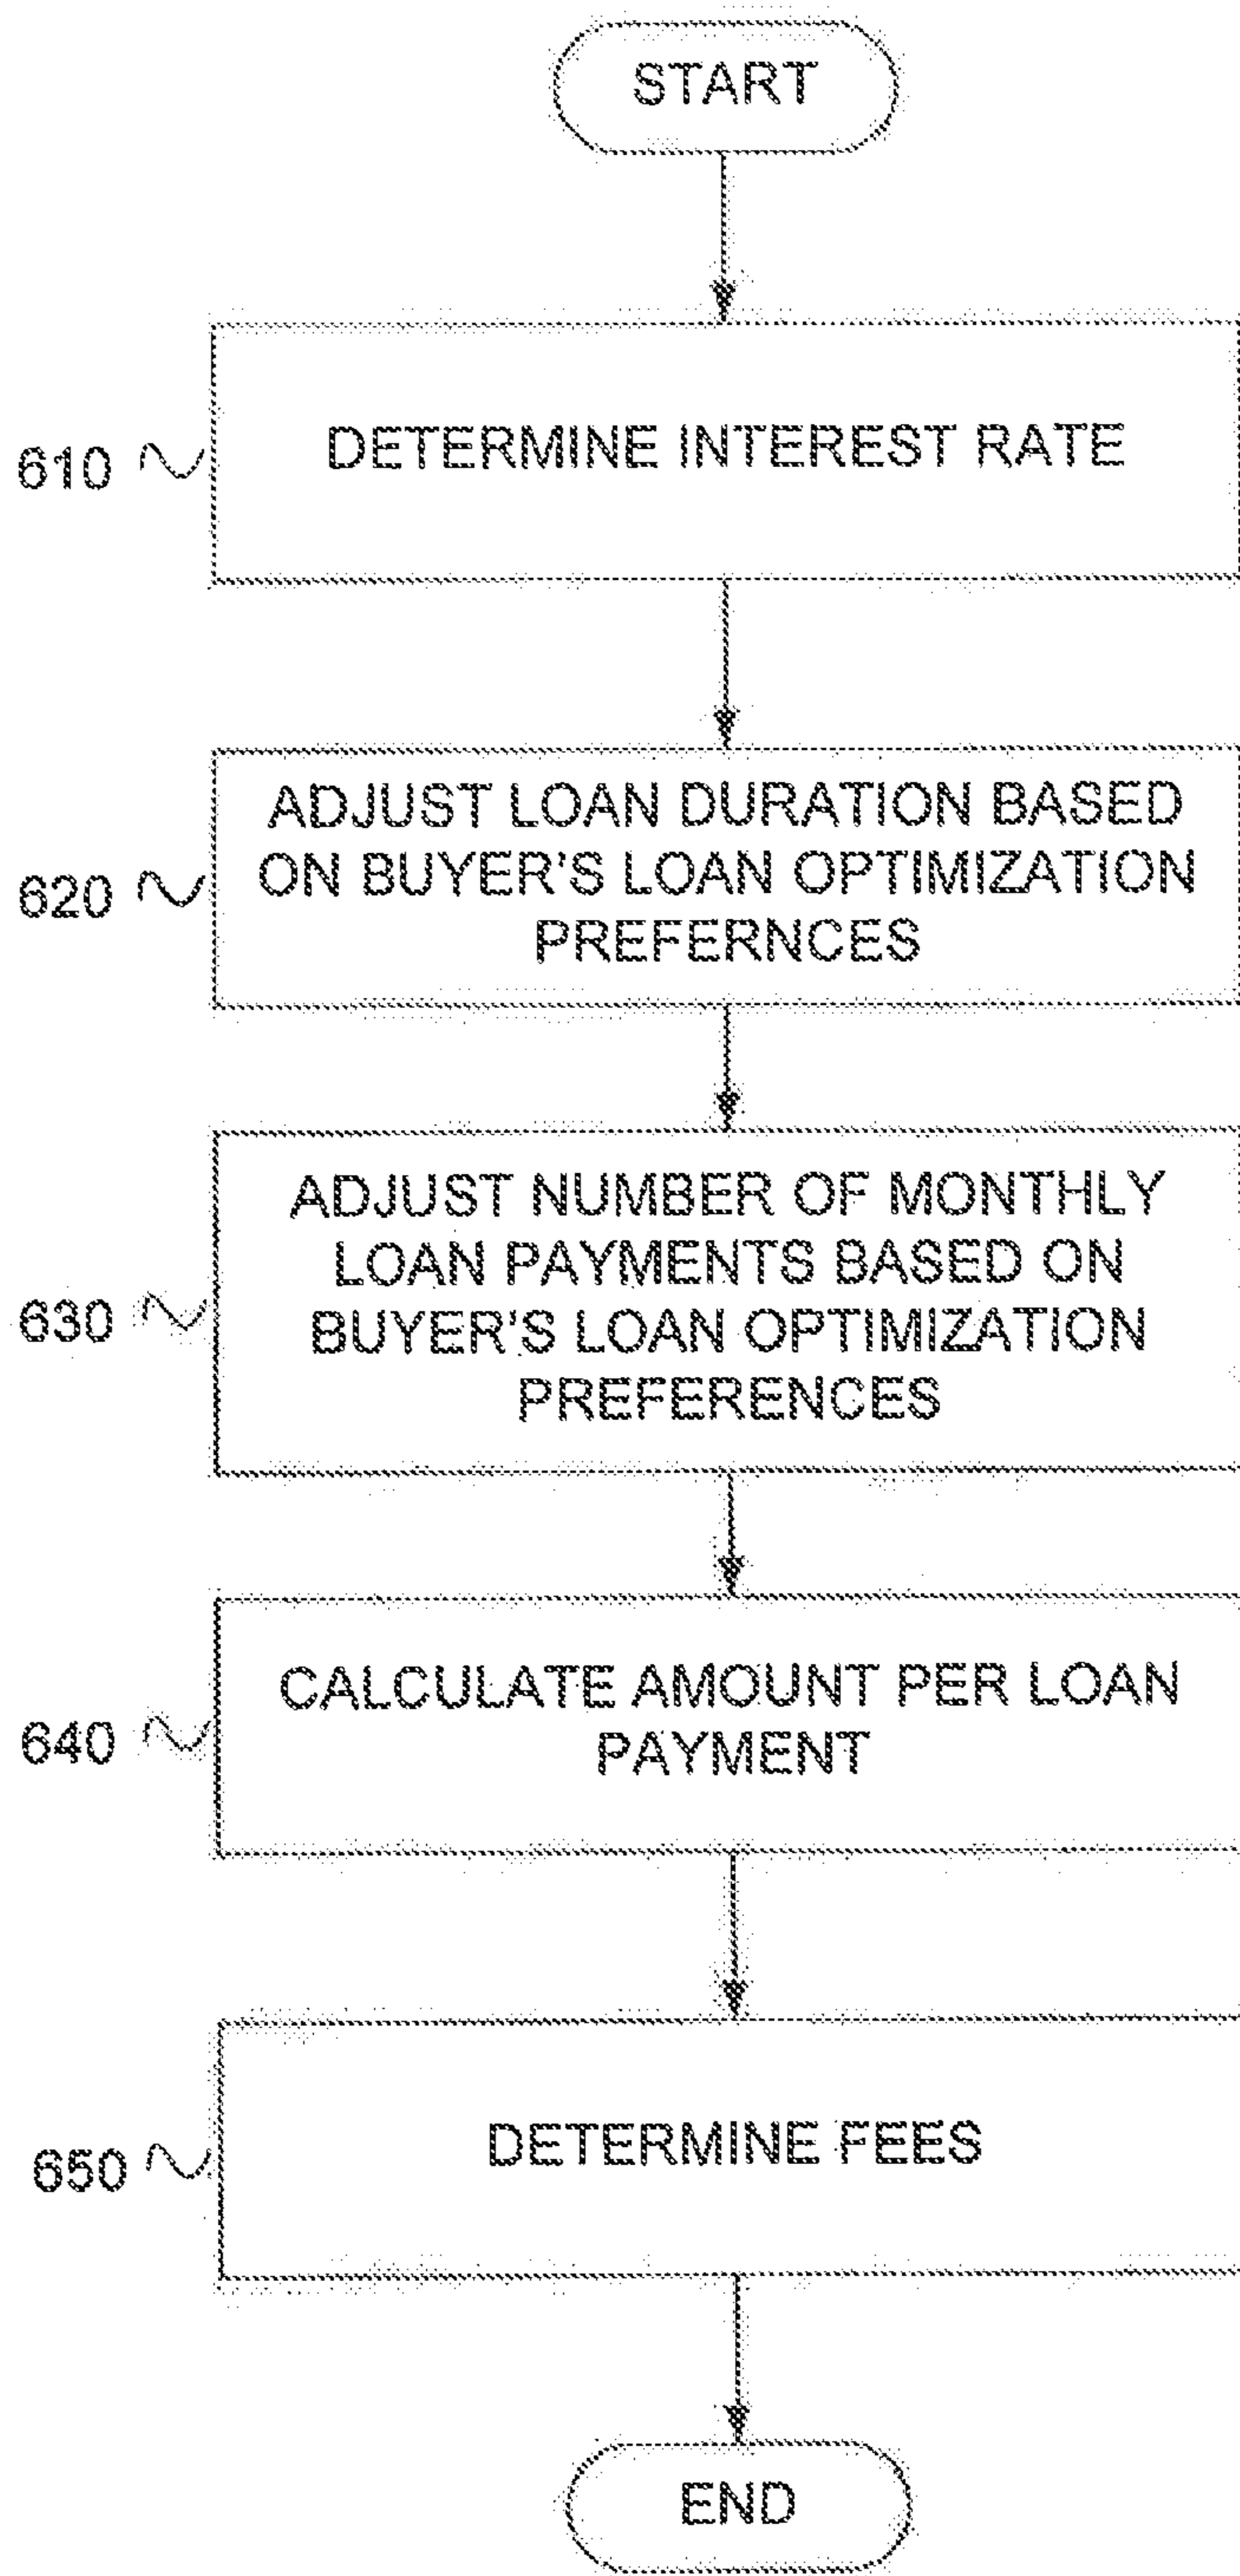 START
610
DETERMINE INTEREST RATE
620
ADJUST LOAN DURATION BASED
ON BUYER'S LOAN OPTIMIZATION
PREFERNCES
630
ADJUST NUMBER OF MONTHLY
LOAN PAYMENTS BASED ON
BUYER'S LOAN OPTIMIZATION
PREFERENCES
640
CALCULATE AMOUNT PER LOAN
PAYMENT
650
DETERMINE FEES
END